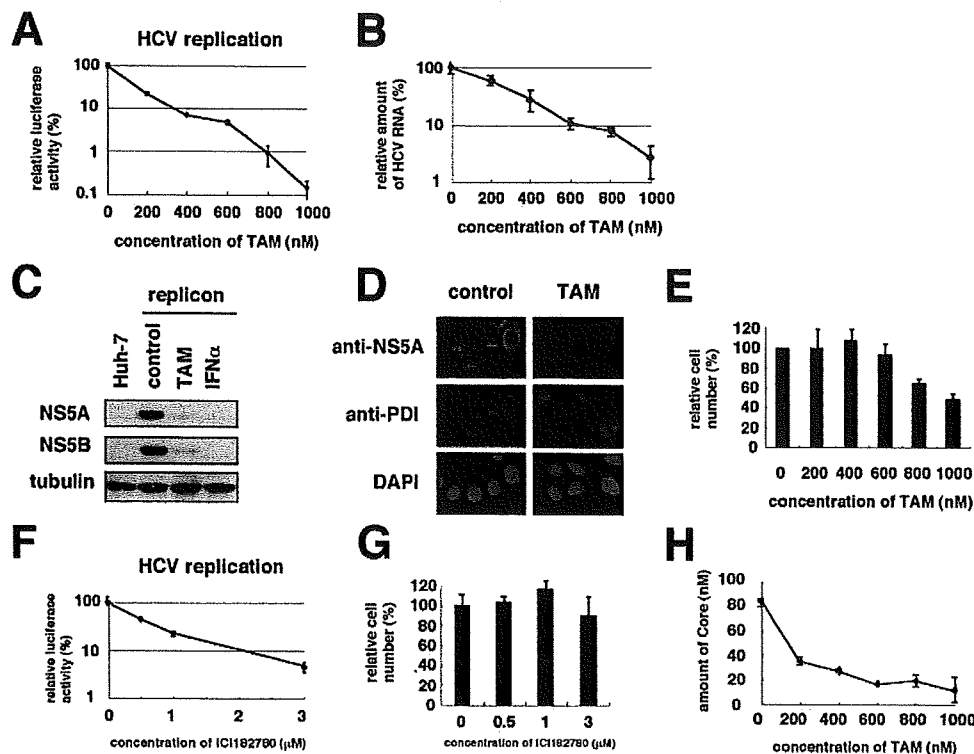 A
HCV replication
relative luciferase
activity (%)
100
10
1
0.1
0 200 400 600 800 1000
concentration of TAM (nM)
B
relative amount
of HCV RNA (%)
100
10
1
0 200 400 600 800 1000
concentration of TAM (nM)
C
replicon
Huh-7
control
TAM
IFNα
NS5A
NS5B
tubulin
D
control TAM
anti-NS5A
anti-PDI
DAPI
E
relative cell
number (%)
120
100
80
60
40
20
0
0 200 400 600 800 1000
concentration of TAM (nM)
F
HCV replication
relative luciferase
activity (%)
100
10
1
0 1 2 3
concentration of ICI182780 (μM)
G
relative cell
number (%)
120
100
80
60
40
20
0
0 0.5 1 3
concentration of ICI182780 (μM)
H
amount of Core (nM)
100
80
60
40
20
0
0 200 400 600 800 1000
concentration of TAM (nM)